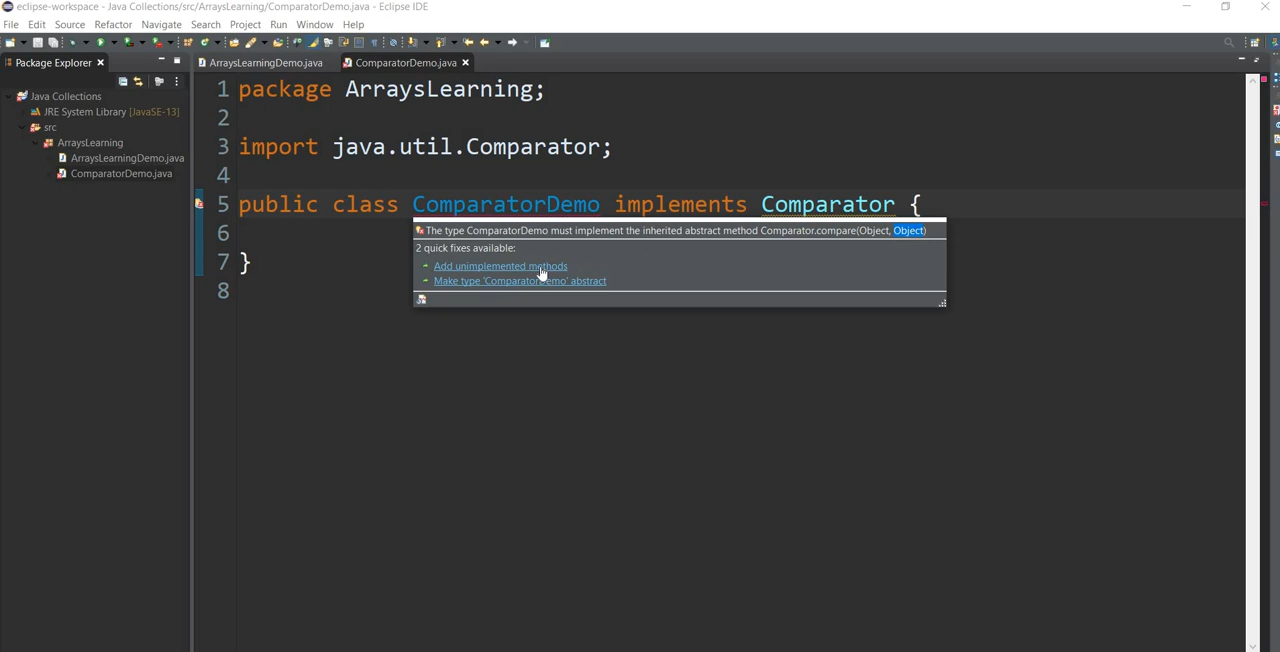 eclipse-workspace - Java Collections/src/ArraysLearning/ComparatorDemo.java - Eclipse IDE
File Edit Source Refactor Navigate Search Project Run Window Help
Package Explorer
ArraysLearningDemo.java
ComparatorDemo.java
Java Collections
JRE System Library [JavaSE-13]
src
ArraysLearning
ArraysLearningDemo.java
ComparatorDemo.java
1 package ArraysLearning;
2
3 import java.util.Comparator;
4
5 public class ComparatorDemo implements Comparator {
6
7 }
8
The type ComparatorDemo must implement the inherited abstract method Comparator.compare(Object, Object)
2 quick fixes available:
Add unimplemented methods
Make type 'ComparatorDemo' abstract